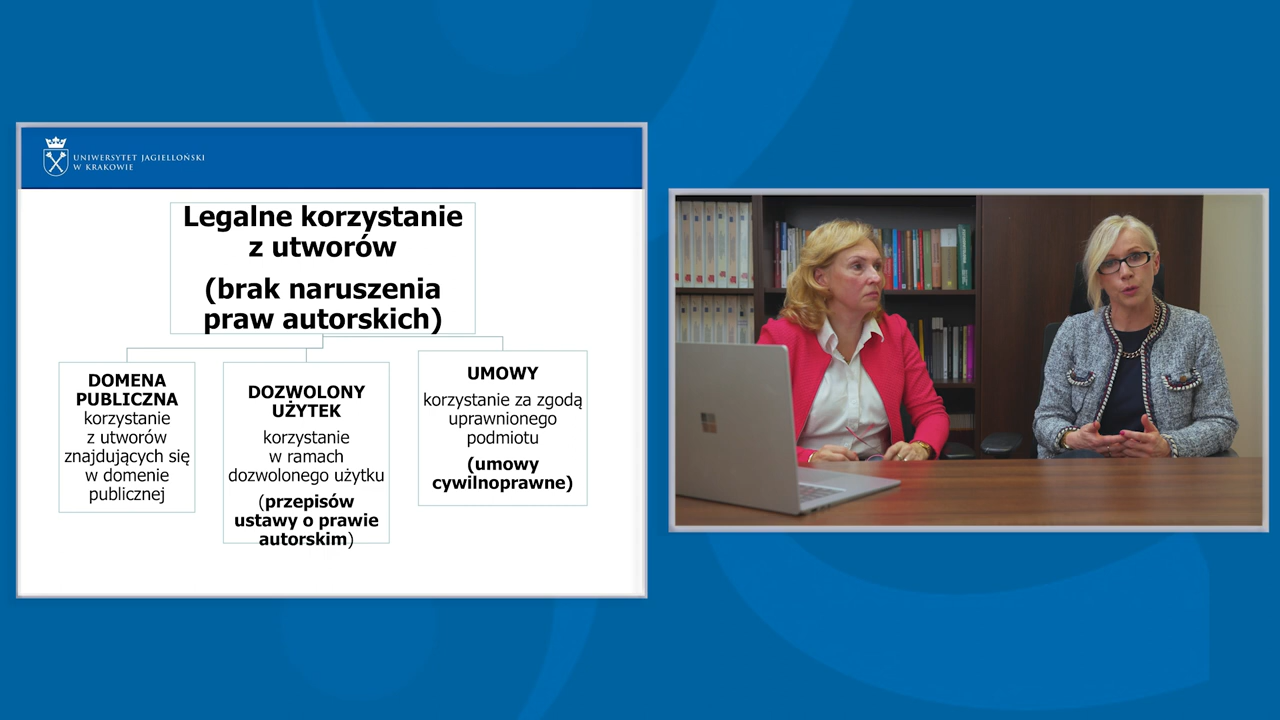 UNIWERSYTET JAGIELLOŃSKI
W KRAKOWIE
Legalne korzystanie
z utworów
(brak naruszenia
praw autorskich)
DOMENA
PUBLICZNA
korzystanie
z utworów
znajdujących się
w domenie
publicznej
DOZWOLONY
UŻYTEK
korzystanie
w ramach
dozwolonego użytku
(przepisów
ustawy o prawie
autorskim)
UMOWY
korzystanie za zgodą
uprawnionego
podmiotu
(umowy
cywilnoprawne)